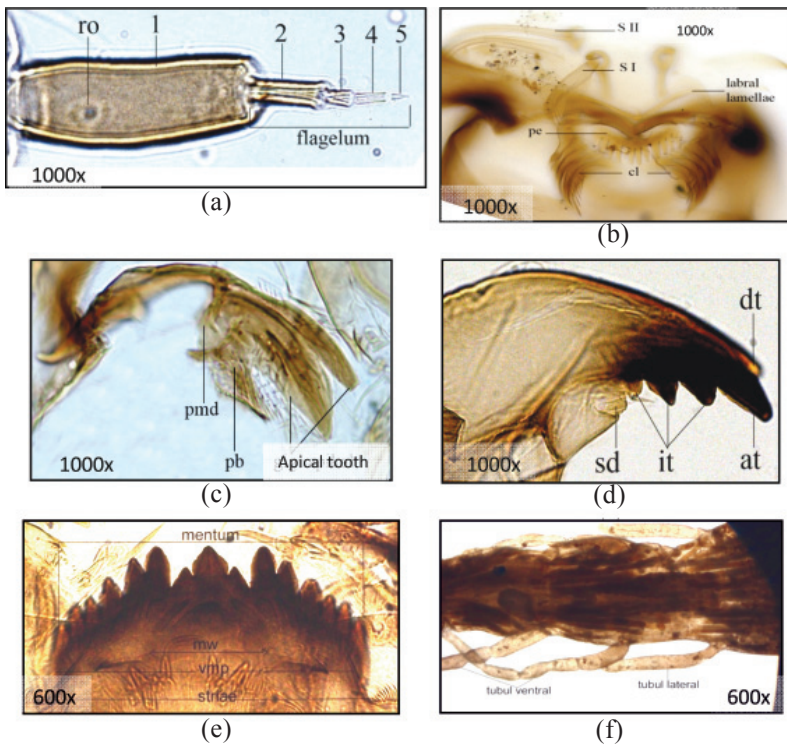 ro 1 2 3 4 5
flagelum
1000x
(a)
S II
1000x
S I
labral
lamellae
pe
cl
1000x
(b)
pmd
pb
Apical tooth
1000x
(c)
dt
1000x
sd it at
(d)
mentum
mw
vmp
striae
600x
(e)
tubul ventral
tubul lateral
600x
(f)